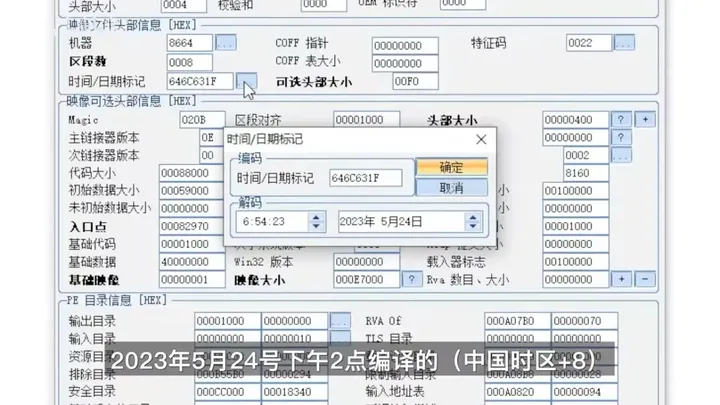 头部大小 0004 校验和 0000 OEM 标识符 0000
映像文件头部信息 [HEX]
机器 8664 ... COFF 指针 00000000 特征码 0022 ...
区段数 0008 COFF 表大小 00000000
时间/日期标记 646C631F ... 可选头部大小 00F0
映像可选头部信息 [HEX]
Magic 020B 区段对齐 00001000 头部大小 00000400 ? +
主链接器版本 0E 00000000 ?
次链接器版本 00 0002 ...
代码大小 00088000 8160
初始数据大小 00059000 小 00100000
未初始数据大小 00000000 00001000
入口点 00082970 小 00100000
基础代码 00001000 00001000
基础数据 40000000 Win32 版本 00000000 载入器标志 00100000
基础映像 00000001 映像大小 000E7000 ? Rva 数目、大小 00000000 + -
时间/日期标记
编码
时间/日期标记 646C631F
确定
取消
解码
6:54:23 2023年 5月24日
PE 目录信息 [HEX]
输出目录 00001000 00000000 ... RVA Of 000A07B0 00000070
输入目录 00000000 00000010 ... TLS 目录 00000000 00000000
资源目录
2023年5月24号下午2点编译的（中国时区+8）
排除目录 00000294 000A08B8 00000028
安全目录 000CC000 00018340 输入地址表 000A0820 00000094